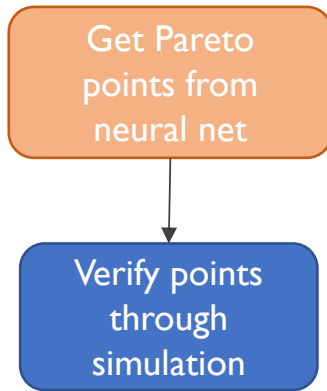 Get Pareto
points from
neural net
Verify points
through
simulation